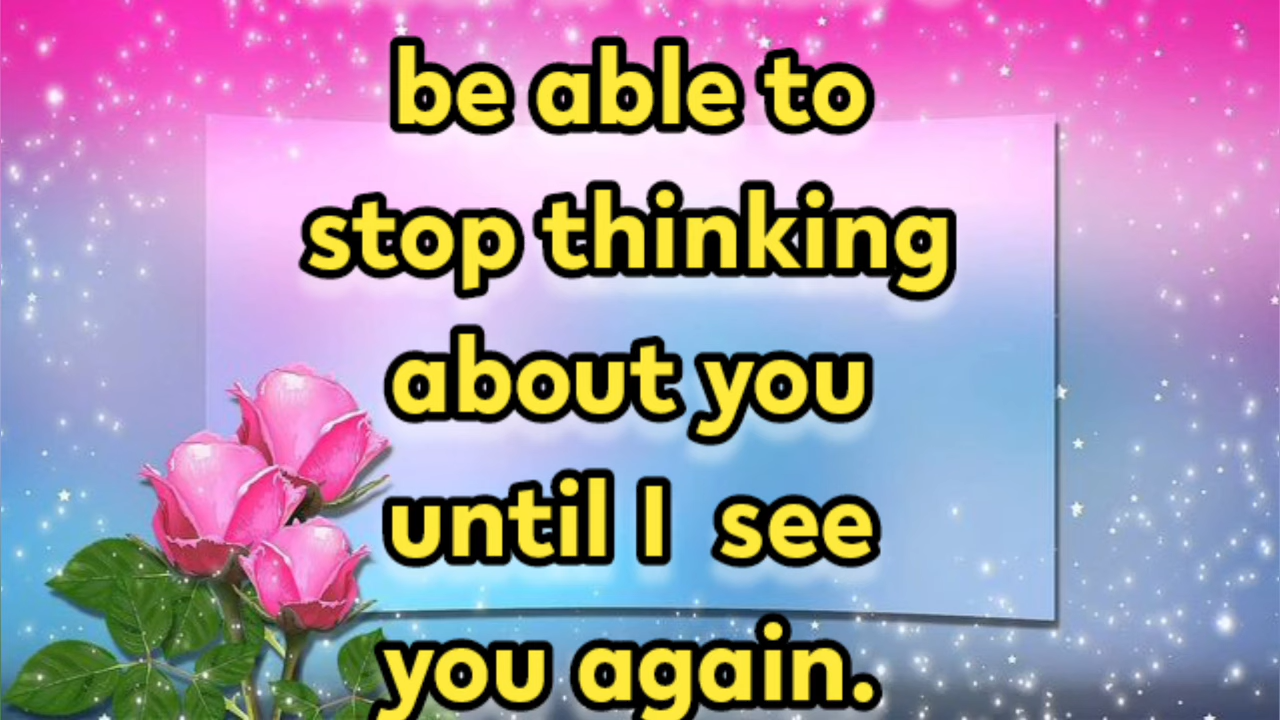 be able to
stop thinking
about you
until I  see
you again.